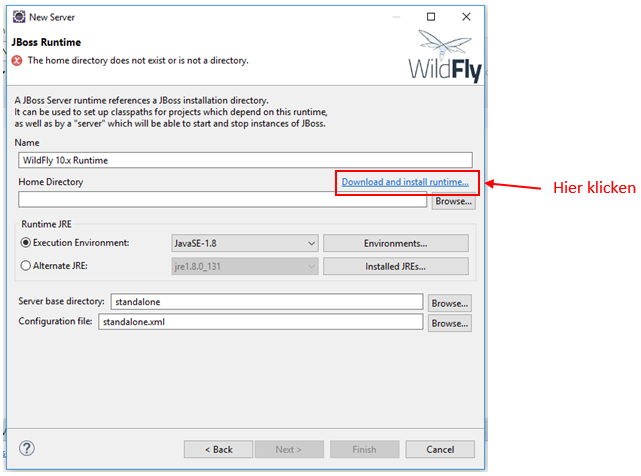 New Server
JBoss Runtime
The home directory does not exist or is not a directory.
WildFly
A JBoss Server runtime references a JBoss installation directory.
It can be used to set up classpaths for projects which depend on this runtime,
as well as by a "server" which will be able to start and stop instances of JBoss.
Name
WildFly 10.x Runtime
Home Directory
Download and install runtime...
Hier klicken
Browse...
Runtime JRE
Execution Environment: JavaSE-1.8 Environments...
Alternate JRE: jre1.8.0_131 Installed JREs...
Server base directory: standalone Browse...
Configuration file: standalone.xml Browse...
? < Back Next > Finish Cancel